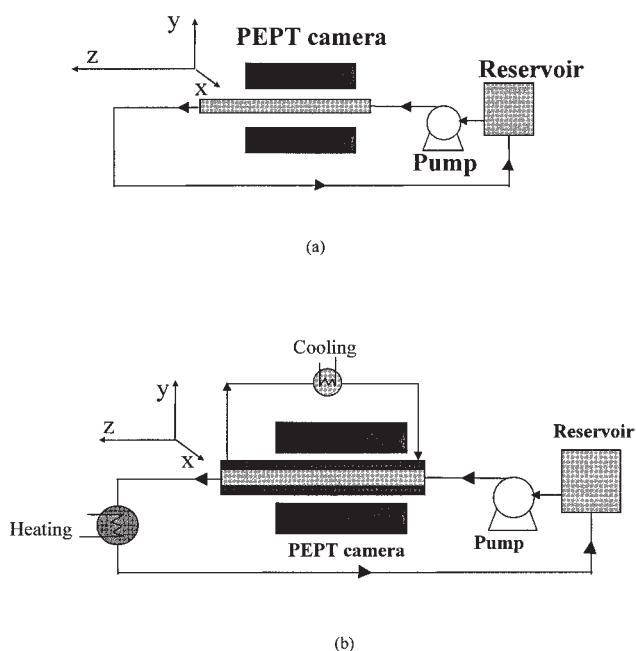 y
PEPT camera
z
Reservoir
x
Pump
(a)
Cooling
y
Reservoir
z
x
Heating
Pump
PEPT camera
(b)